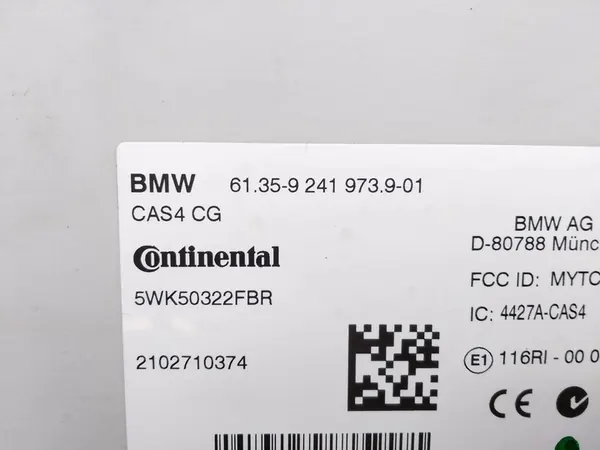 BMW 61.35-9 241 973.9-01
CAS4 CG
Continental
5WK50322FBR
2102710374
BMW AG
D-80788 Münc
FCC ID: MYTC
IC: 4427A-CAS4
E1 116RI - 00 0
CE